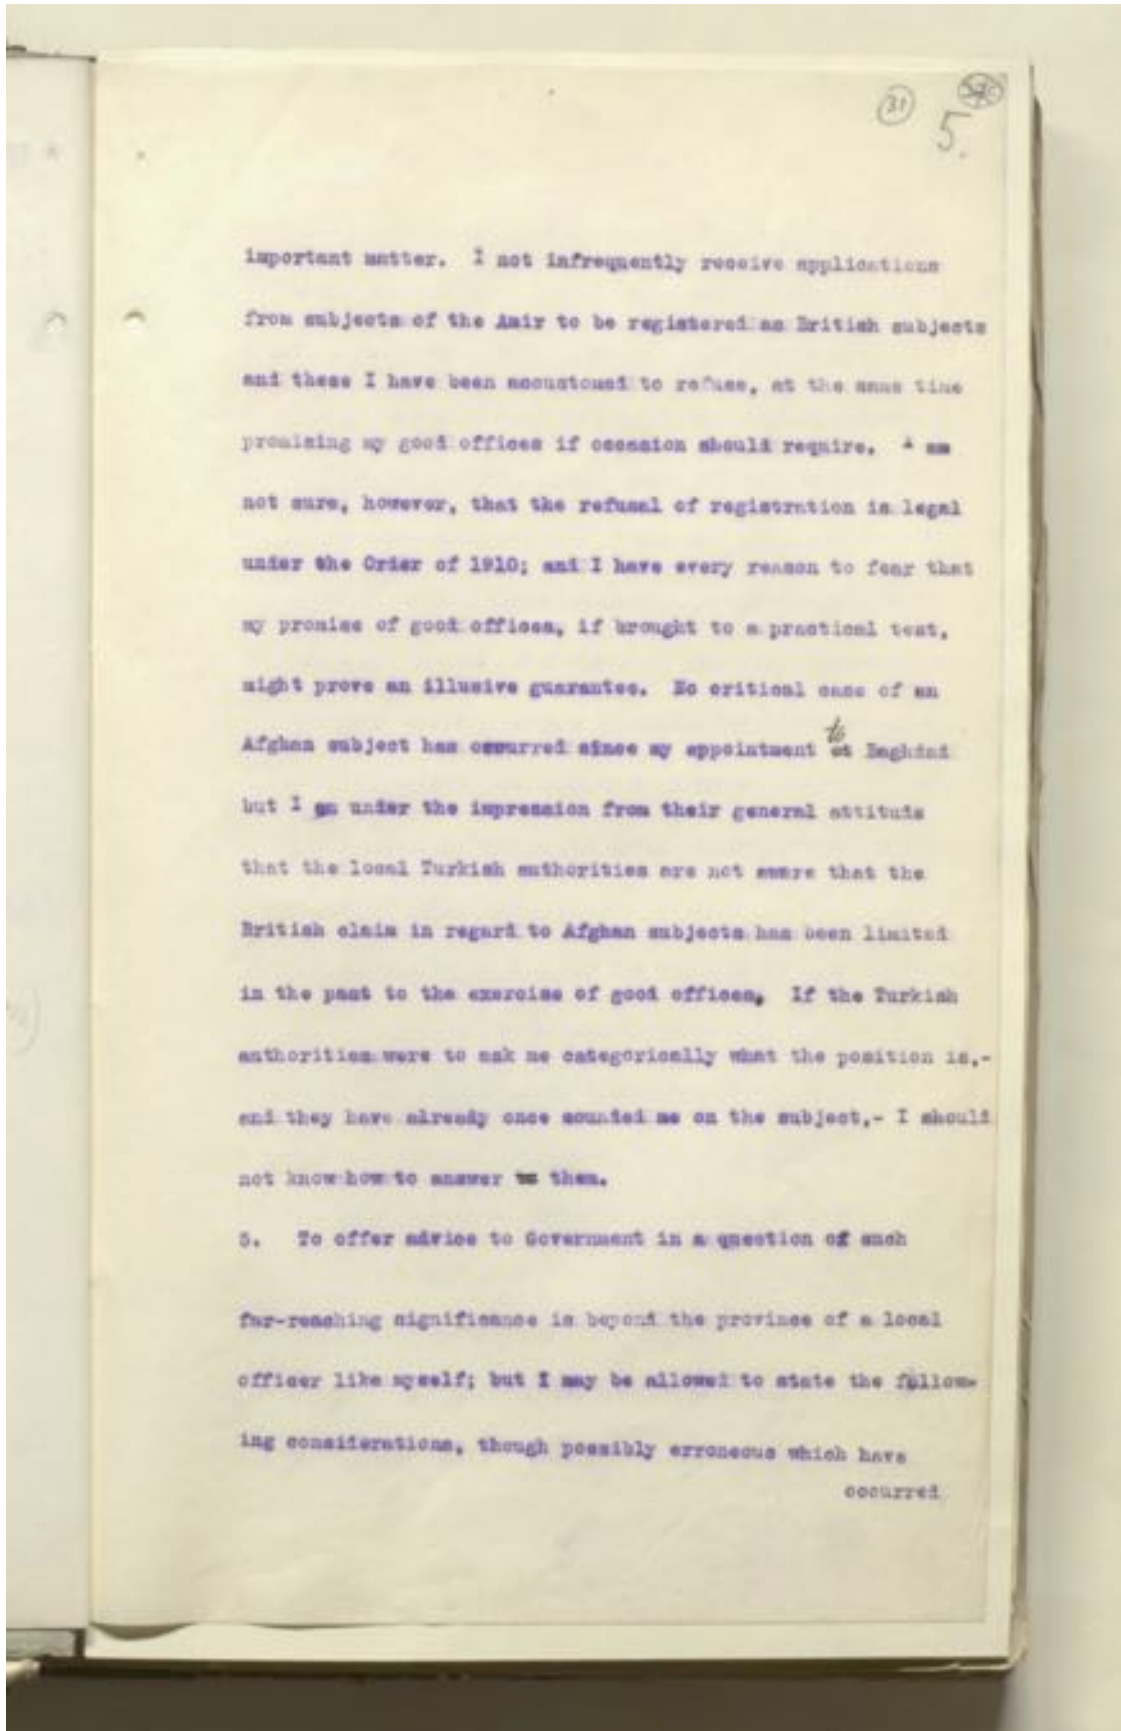 31
5.
important matter. I not infrequently receive applications
from subjects of the Amir to be registered as British subjects
and these I have been accustomed to refuse, at the same time
promising my good offices if occasion should require. I am
not sure, however, that the refusal of registration is legal
under the Order of 1910; and I have every reason to fear that
my promise of good offices, if brought to a practical test,
might prove an illusive guarantee. No critical case of an
to
Afghan subject has occurred since my appointment at Baghdad
but I am under the impression from their general attitude
that the local Turkish authorities are not aware that the
British claim in regard to Afghan subjects has been limited
in the past to the exercise of good offices. If the Turkish
authorities were to ask me categorically what the position is,-
and they have already once sounded me on the subject,- I should
not know how to answer them.
5. To offer advice to Government in a question of such
far-reaching significance is beyond the province of a local
officer like myself; but I may be allowed to state the follow-
ing considerations, though possibly erroneous which have
occurred